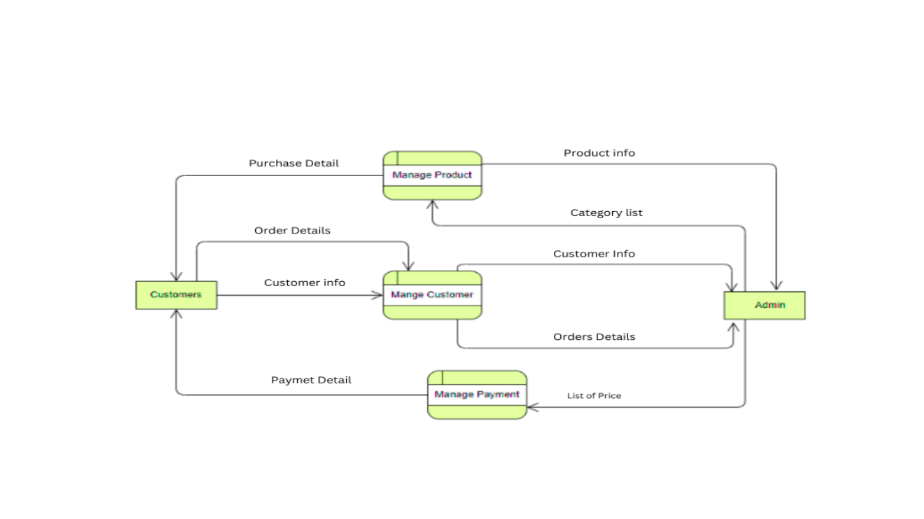 Product info
Purchase Detail
Manage Product
Category list
Order Details
Customer Info
Customer info
Customers
Mange Customer
Admin
Orders Details
Paymet Detail
Manage Payment
List of Price